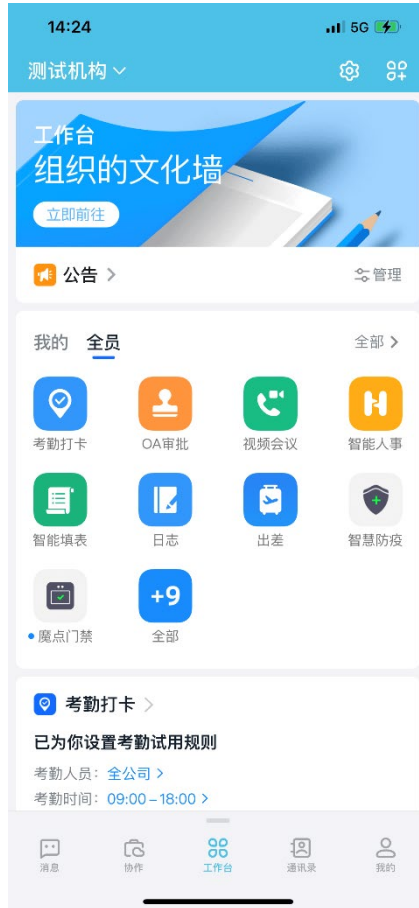 14:24
5G
测试机构
工作台
组织的文化墙
立即前往
公告
管理
我的 全员 全部
考勤打卡 OA审批 视频会议 智能人事
智能填表 日志 出差 智慧防疫
+9
魔点门禁 全部
考勤打卡
已为你设置考勤试用规则
考勤人员：全公司
考勤时间：09:00 – 18:00
消息 协作 工作台 通讯录 我的